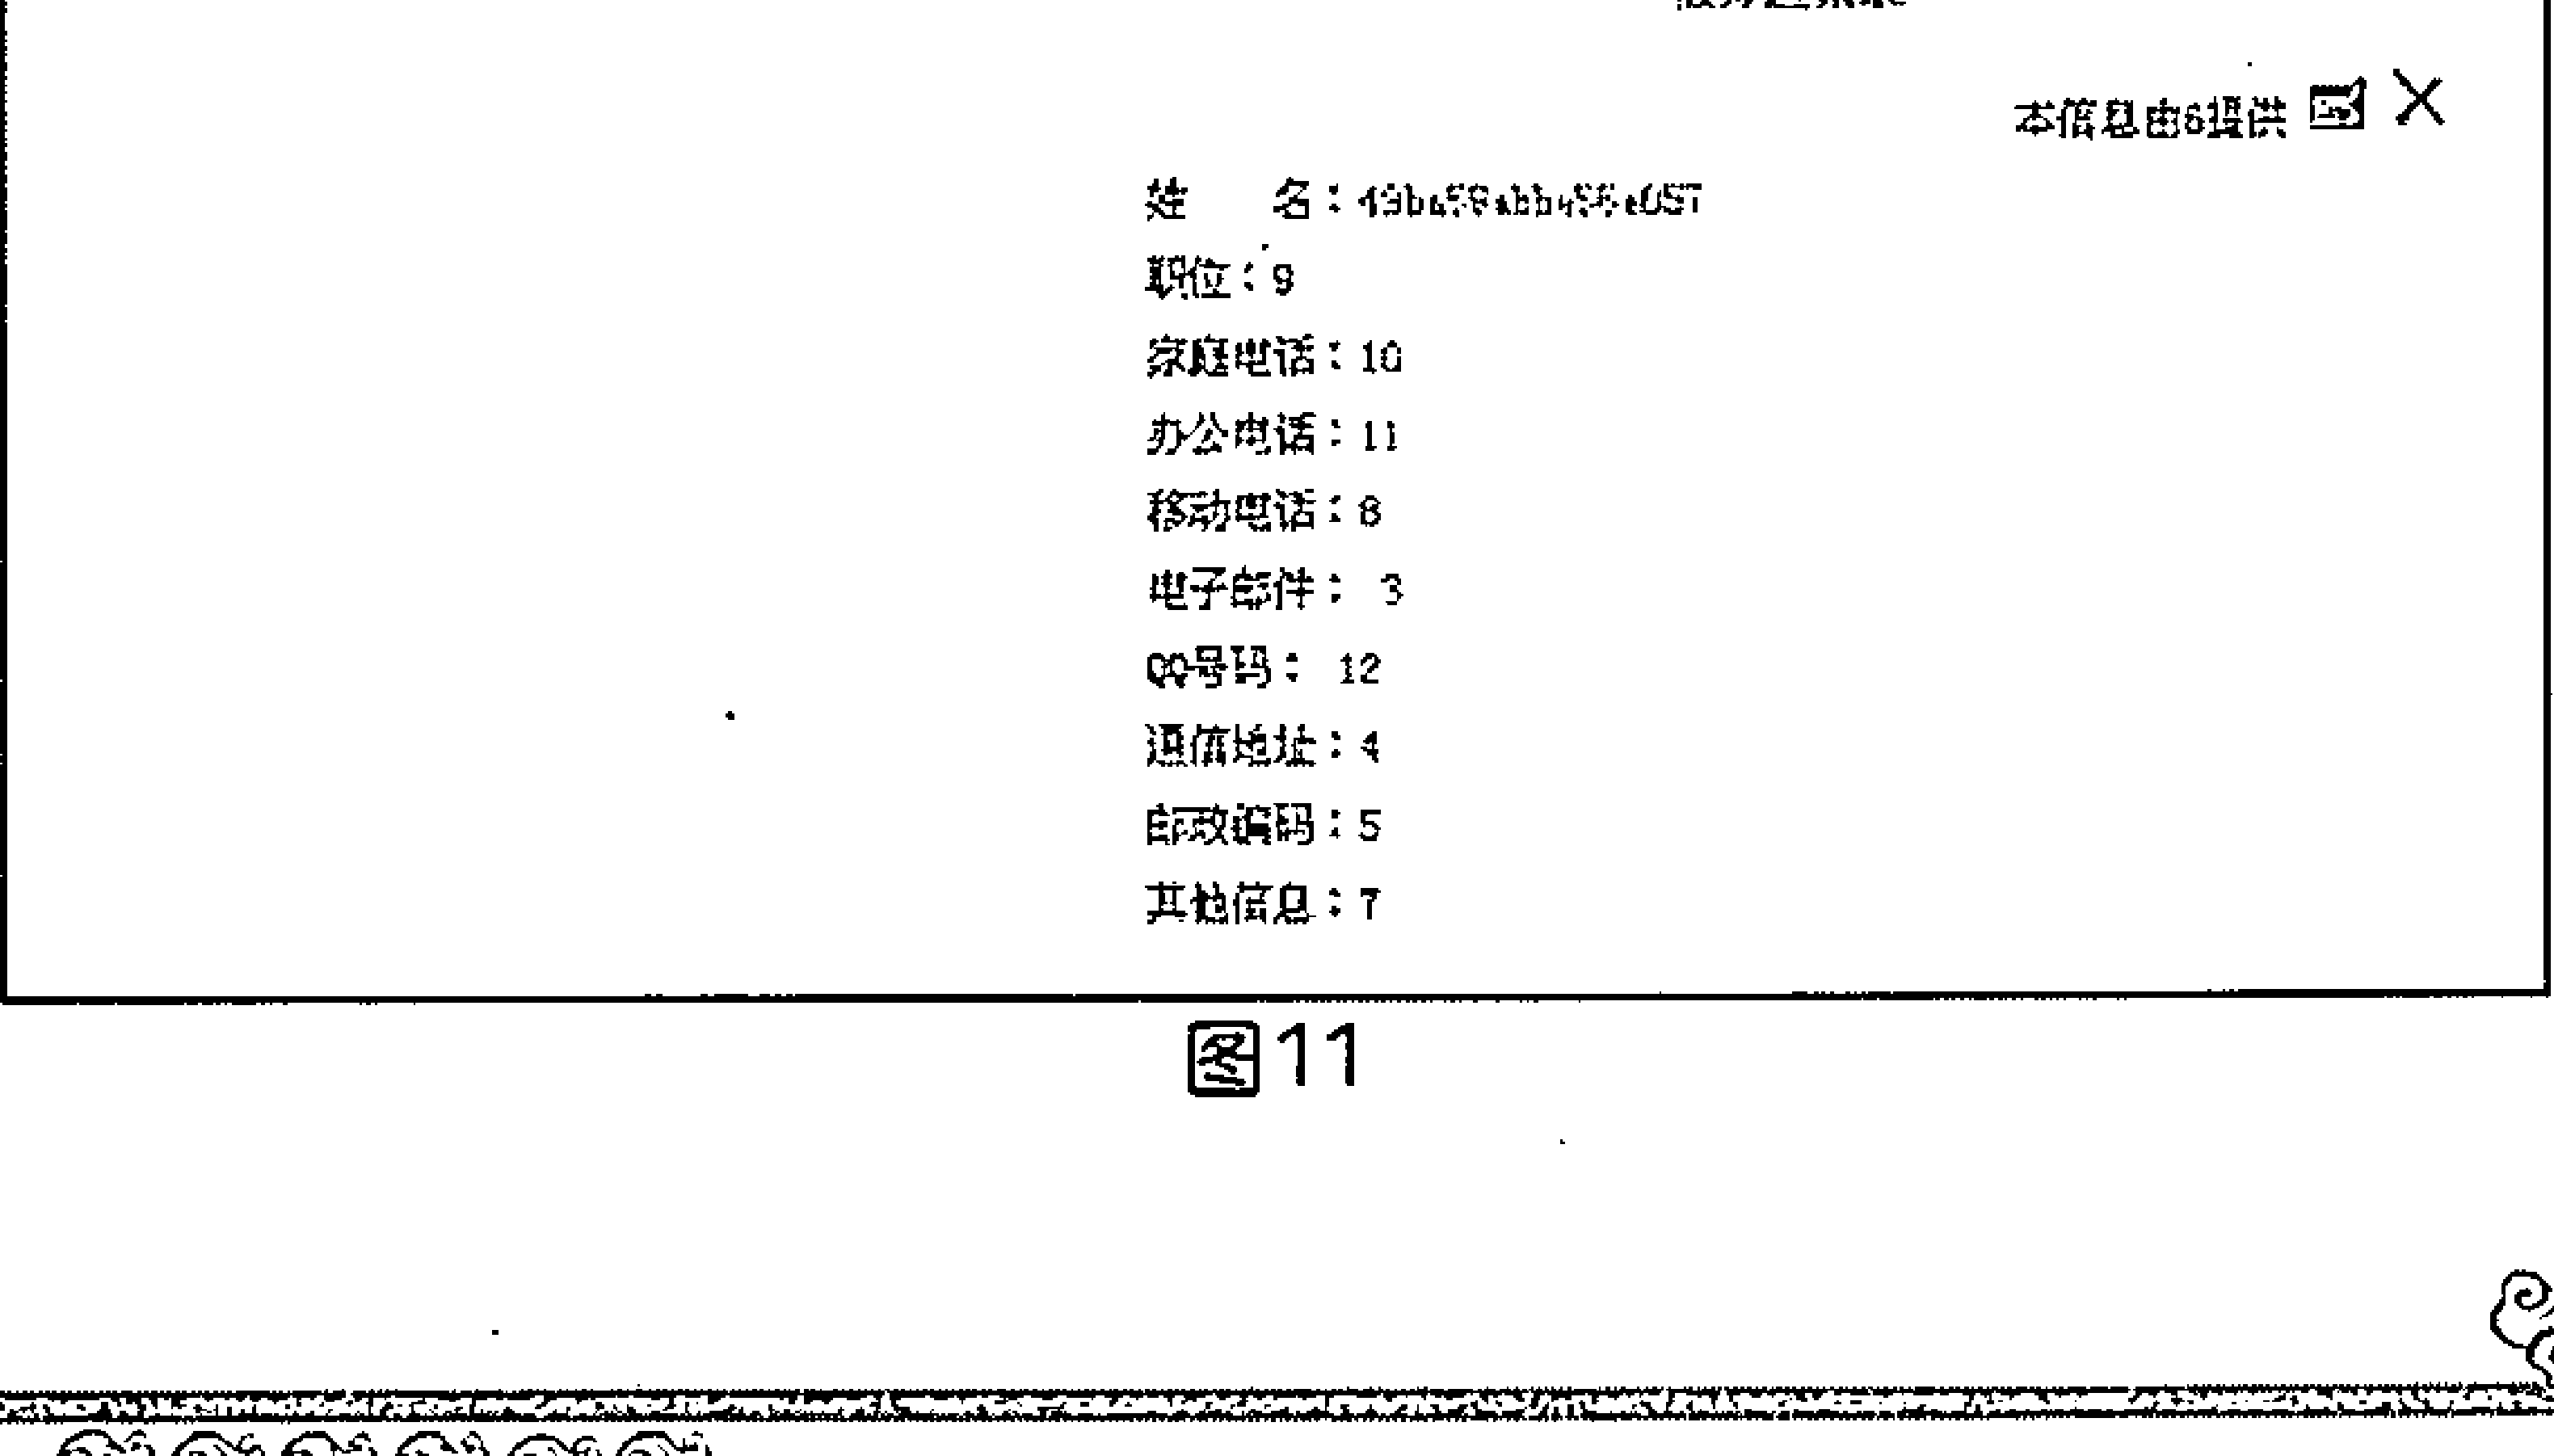 本信息由6提供
姓 名：
职位：9
家庭电话：10
办公电话：11
移动电话：8
电子邮件： 3
QQ号码： 12
通信地址：4
邮政编码：5
其他信息：7
图11